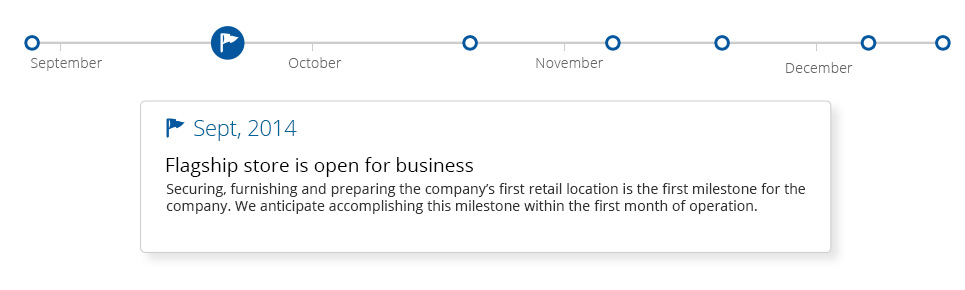 September
October
November
December
Sept, 2014
Flagship store is open for business
Securing, furnishing and preparing the company’s first retail location is the first milestone for the
company. We anticipate accomplishing this milestone within the first month of operation.